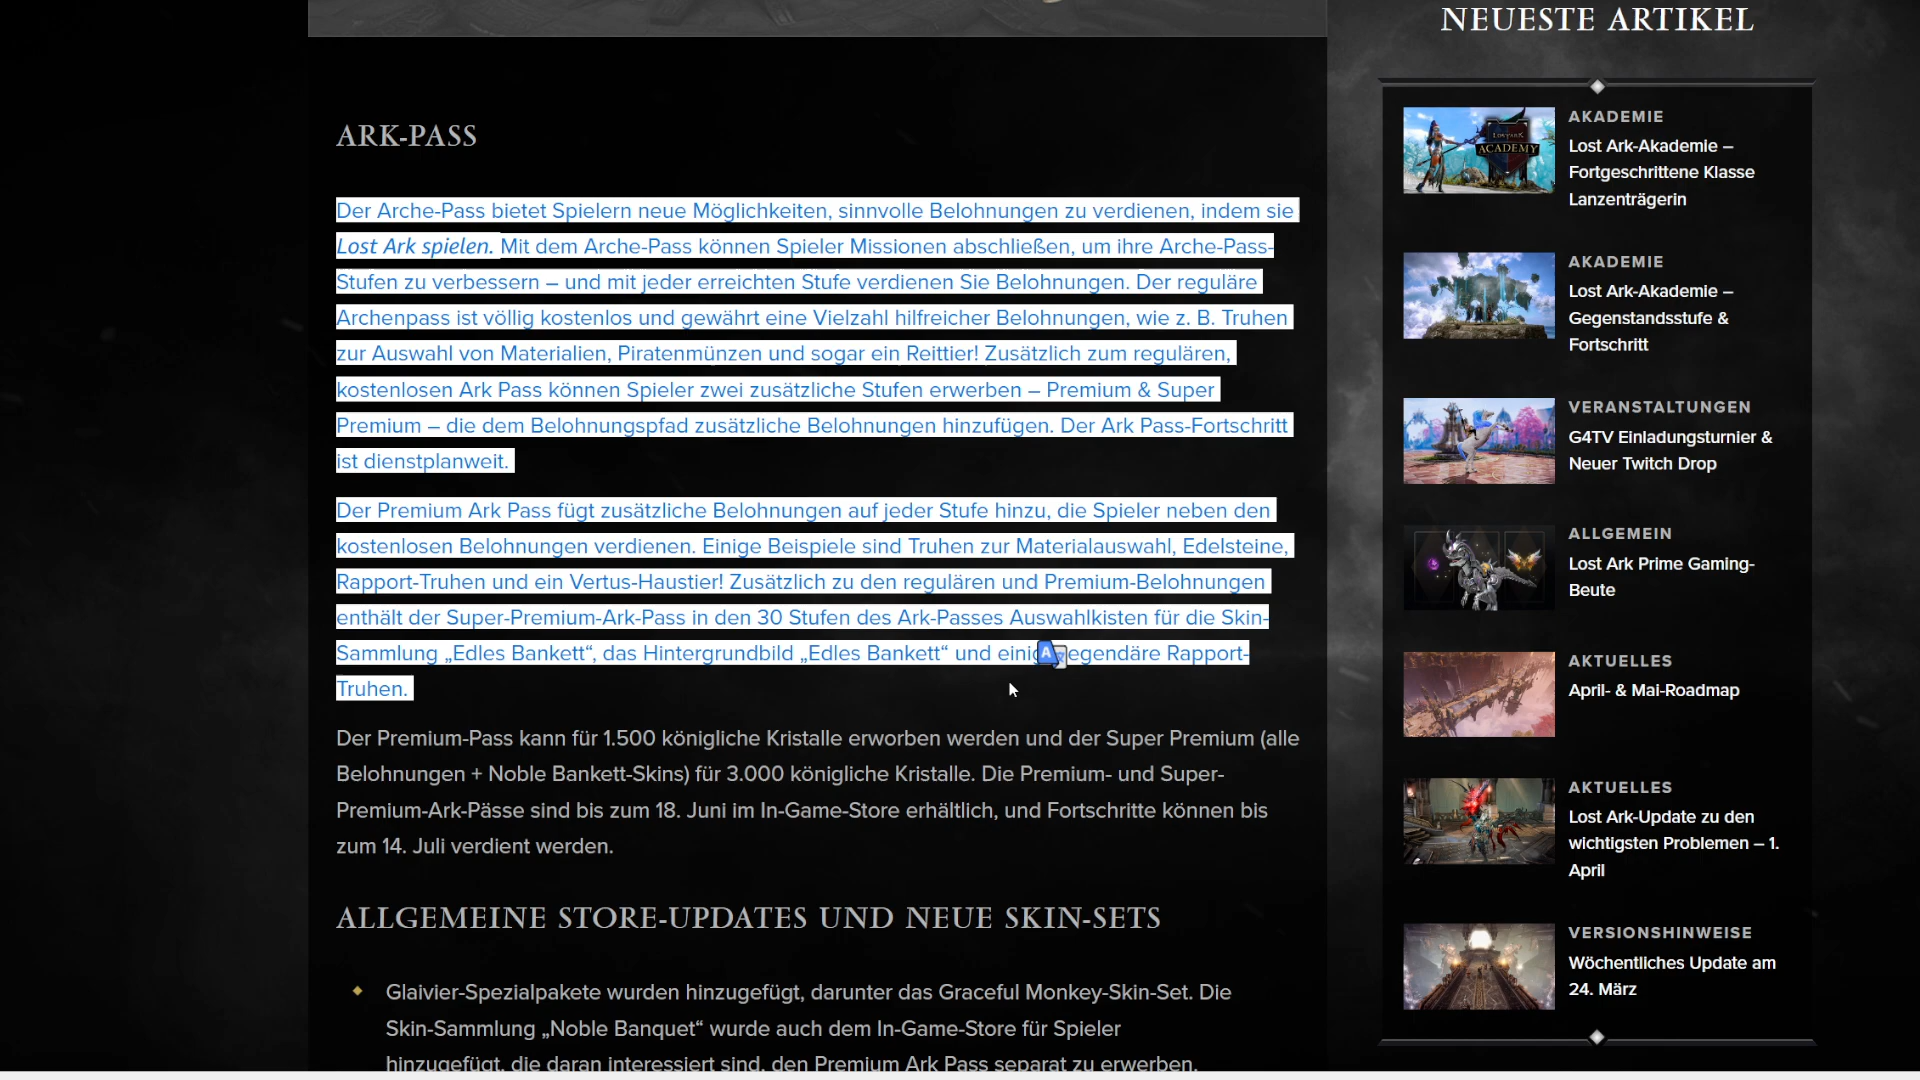 ARK-PASS
Der Arche-Pass bietet Spielern neue Möglichkeiten, sinnvolle Belohnungen zu verdienen, indem sie
Lost Ark spielen. Mit dem Arche-Pass können Spieler Missionen abschließen, um ihre Arche-Pass-
Stufen zu verbessern – und mit jeder erreichten Stufe verdienen Sie Belohnungen. Der reguläre
Archenpass ist völlig kostenlos und gewährt eine Vielzahl hilfreicher Belohnungen, wie z. B. Truhen
zur Auswahl von Materialien, Piratenmünzen und sogar ein Reittier! Zusätzlich zum regulären,
kostenlosen Ark Pass können Spieler zwei zusätzliche Stufen erwerben – Premium & Super
Premium – die dem Belohnungspfad zusätzliche Belohnungen hinzufügen. Der Ark Pass-Fortschritt
ist dienstplanweit.
Der Premium Ark Pass fügt zusätzliche Belohnungen auf jeder Stufe hinzu, die Spieler neben den
kostenlosen Belohnungen verdienen. Einige Beispiele sind Truhen zur Materialauswahl, Edelsteine,
Rapport-Truhen und ein Vertus-Haustier! Zusätzlich zu den regulären und Premium-Belohnungen
enthält der Super-Premium-Ark-Pass in den 30 Stufen des Ark-Passes Auswahlkisten für die Skin-
Sammlung „Edles Bankett“, das Hintergrundbild „Edles Bankett“ und Rapport-
Truhen.
Der Premium-Pass kann für 1.500 königliche Kristalle erworben werden und der Super Premium (alle
Belohnungen + Noble Bankett-Skins) für 3.000 königliche Kristalle. Die Premium- und Super-
Premium-Ark-Pässe sind bis zum 18. Juni im In-Game-Store erhältlich, und Fortschritte können bis
zum 14. Juli verdient werden.
ALLGEMEINE STORE-UPDATES UND NEUE SKIN-SETS
Glaivier-Spezialpakete wurden hinzugefügt, darunter das Graceful Monkey-Skin-Set. Die
Skin-Sammlung „Noble Banquet“ wurde auch dem In-Game-Store für Spieler
hinzugefügt, die daran interessiert sind, den Premium Ark Pass separat zu erwerben.
NEUESTE ARTIKEL
LOST ARK
ACADEMY
AKADEMIE
Lost Ark-Akademie –
Fortgeschrittene Klasse
Lanzenträgerin
AKADEMIE
Lost Ark-Akademie –
Gegenstandsstufe &
Fortschritt
VERANSTALTUNGEN
G4TV Einladungsturnier &
Neuer Twitch Drop
ALLGEMEIN
Lost Ark Prime Gaming-
Beute
AKTUELLES
April- & Mai-Roadmap
AKTUELLES
Lost Ark-Update zu den
wichtigsten Problemen – 1.
April
VERSIONSHINWEISE
Wöchentliches Update am
24. März